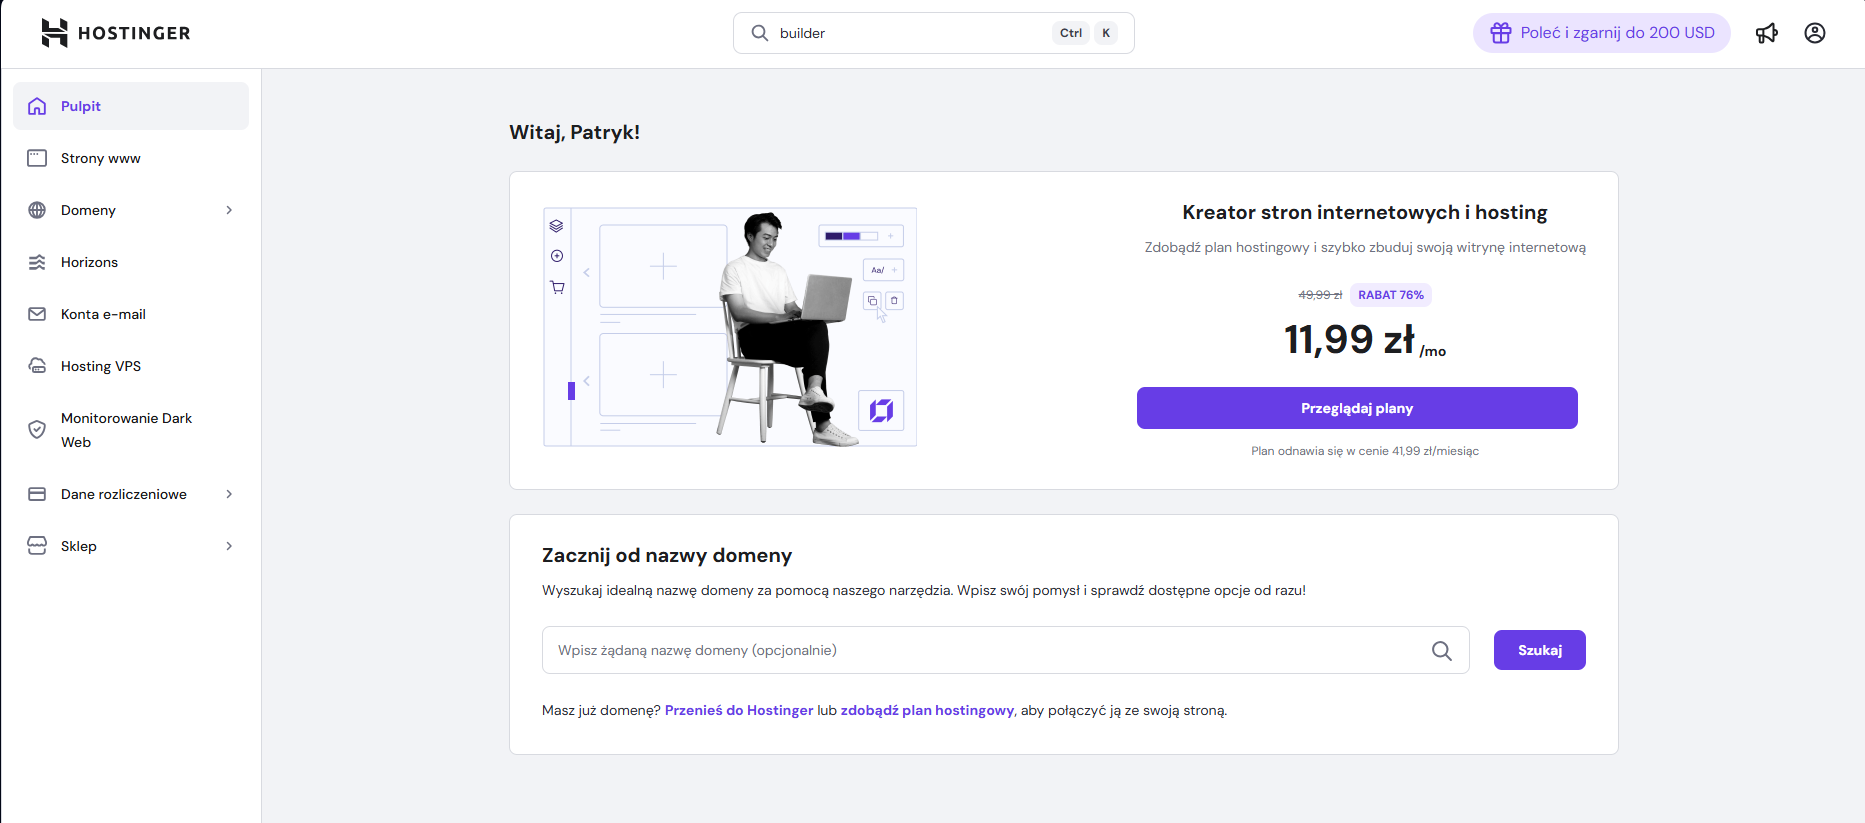 HOSTINGER
builder
Ctrl K
Poleć i zgarnij do 200 USD
Pulpit
Strony www
Domeny
Horizons
Konta e-mail
Hosting VPS
Monitorowanie Dark
Web
Dane rozliczeniowe
Sklep
Witaj, Patryk!
Aa/
Kreator stron internetowych i hosting
Zdobądź plan hostingowy i szybko zbuduj swoją witrynę internetową
49,99 zł RABAT 76%
11,99 zł /mo
Przeglądaj plany
Plan odnawia się w cenie 41,99 zł/miesiąc
Zacznij od nazwy domeny
Wyszukaj idealną nazwę domeny za pomocą naszego narzędzia. Wpisz swój pomysł i sprawdź dostępne opcje od razu!
Wpisz żądaną nazwę domeny (opcjonalnie)
Szukaj
Masz już domenę? Przenieś do Hostinger lub zdobądź plan hostingowy, aby połączyć ją ze swoją stroną.